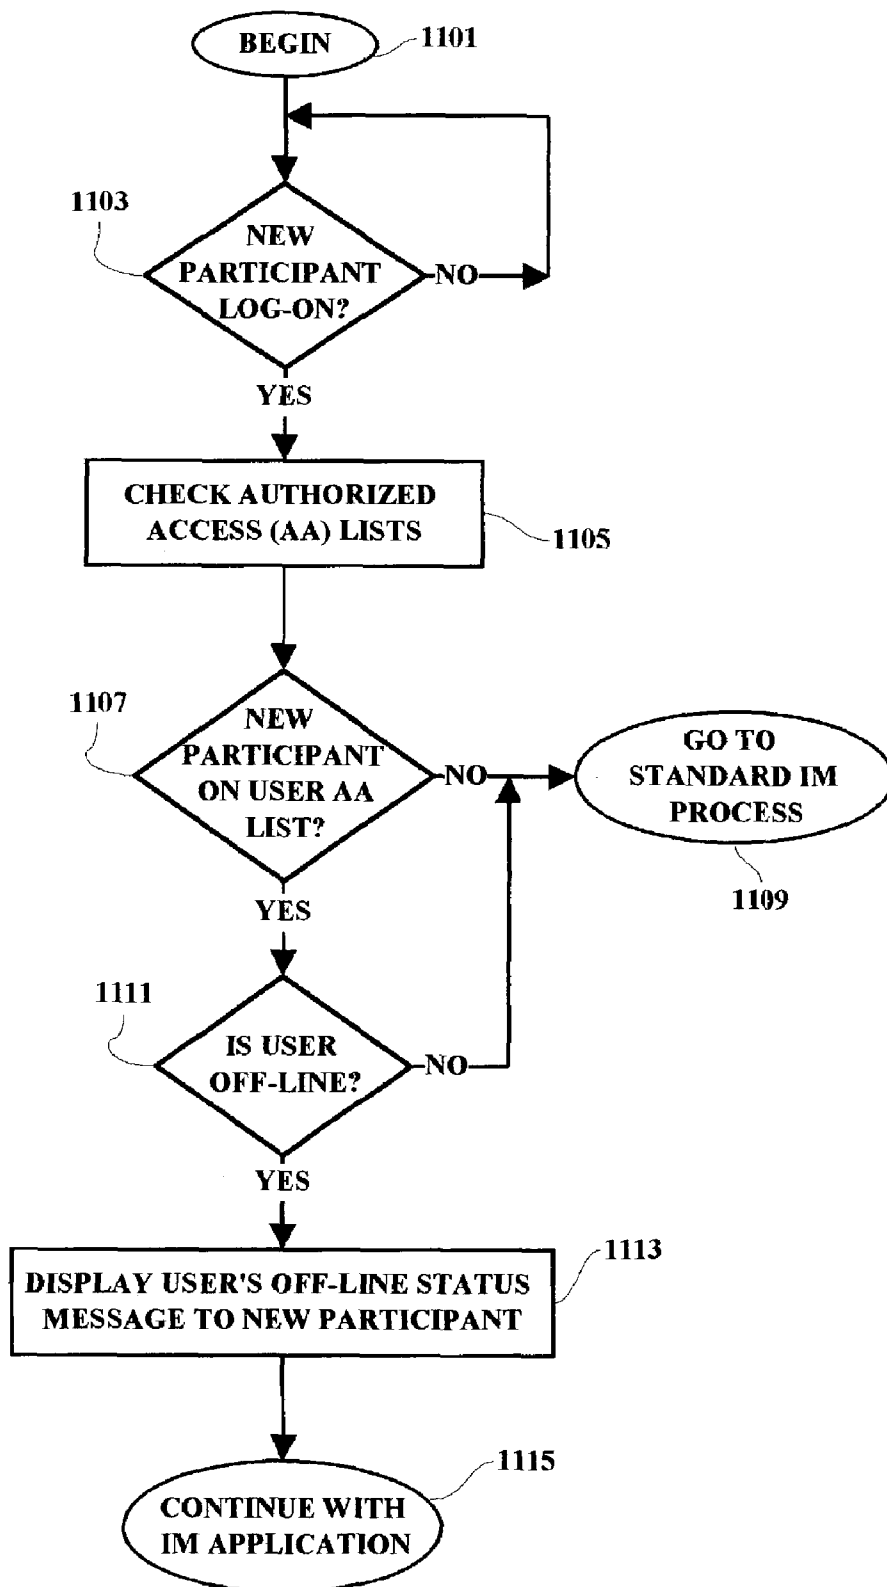 BEGIN
1101
1103
NEW
PARTICIPANT
LOG-ON?
NO
YES
CHECK AUTHORIZED
ACCESS (AA) LISTS
1105
1107
NEW
PARTICIPANT
ON USER AA
LIST?
NO
GO TO
STANDARD IM
PROCESS
1109
YES
1111
IS USER
OFF-LINE?
NO
YES
1113
DISPLAY USER'S OFF-LINE STATUS
MESSAGE TO NEW PARTICIPANT
1115
CONTINUE WITH
IM APPLICATION